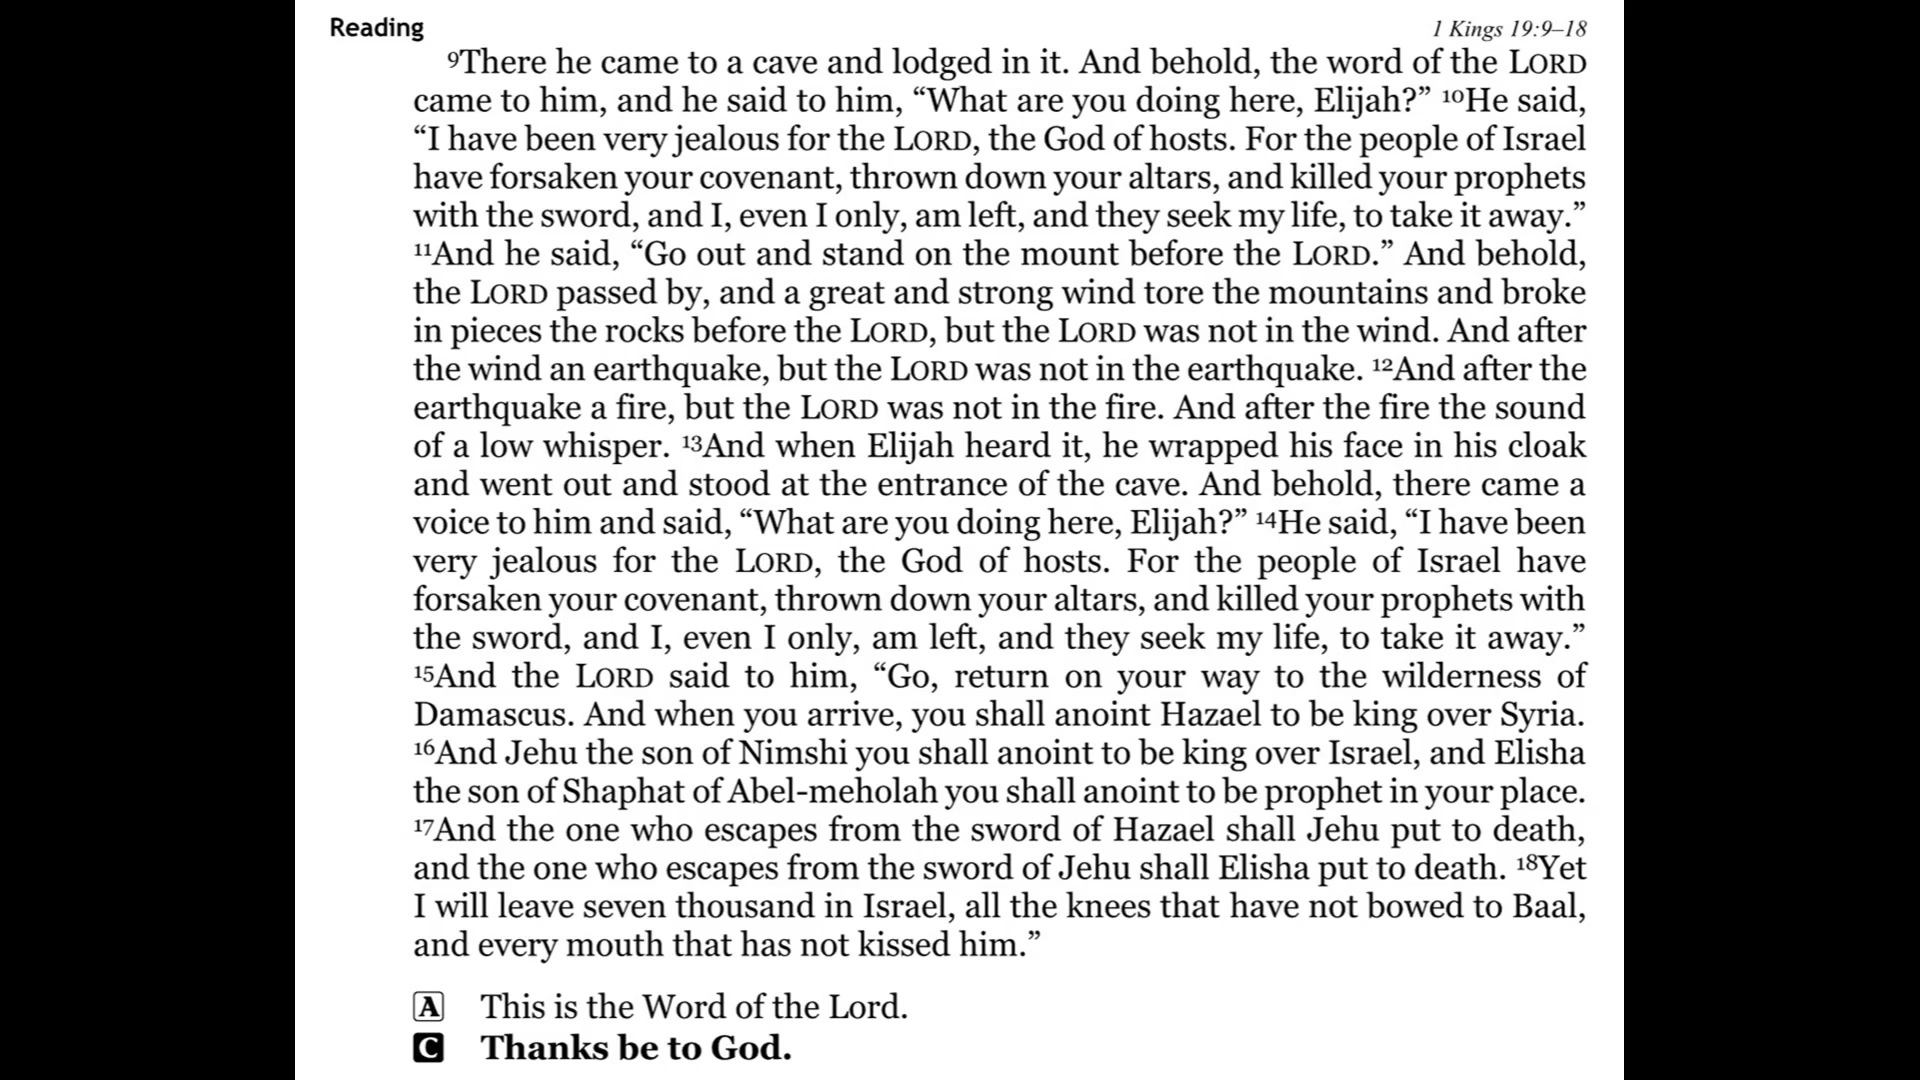 Reading
1 Kings 19:9–18
⁹There he came to a cave and lodged in it. And behold, the word of the LORD
came to him, and he said to him, “What are you doing here, Elijah?” ¹⁰He said,
“I have been very jealous for the LORD, the God of hosts. For the people of Israel
have forsaken your covenant, thrown down your altars, and killed your prophets
with the sword, and I, even I only, am left, and they seek my life, to take it away.”
¹¹And he said, “Go out and stand on the mount before the LORD.” And behold,
the LORD passed by, and a great and strong wind tore the mountains and broke
in pieces the rocks before the LORD, but the LORD was not in the wind. And after
the wind an earthquake, but the LORD was not in the earthquake. ¹²And after the
earthquake a fire, but the LORD was not in the fire. And after the fire the sound
of a low whisper. ¹³And when Elijah heard it, he wrapped his face in his cloak
and went out and stood at the entrance of the cave. And behold, there came a
voice to him and said, “What are you doing here, Elijah?” ¹⁴He said, “I have been
very jealous for the LORD, the God of hosts. For the people of Israel have
forsaken your covenant, thrown down your altars, and killed your prophets with
the sword, and I, even I only, am left, and they seek my life, to take it away.”
¹⁵And the LORD said to him, “Go, return on your way to the wilderness of
Damascus. And when you arrive, you shall anoint Hazael to be king over Syria.
¹⁶And Jehu the son of Nimshi you shall anoint to be king over Israel, and Elisha
the son of Shaphat of Abel-meholah you shall anoint to be prophet in your place.
¹⁷And the one who escapes from the sword of Hazael shall Jehu put to death,
and the one who escapes from the sword of Jehu shall Elisha put to death. ¹⁸Yet
I will leave seven thousand in Israel, all the knees that have not bowed to Baal,
and every mouth that has not kissed him.”
A This is the Word of the Lord.
C Thanks be to God.